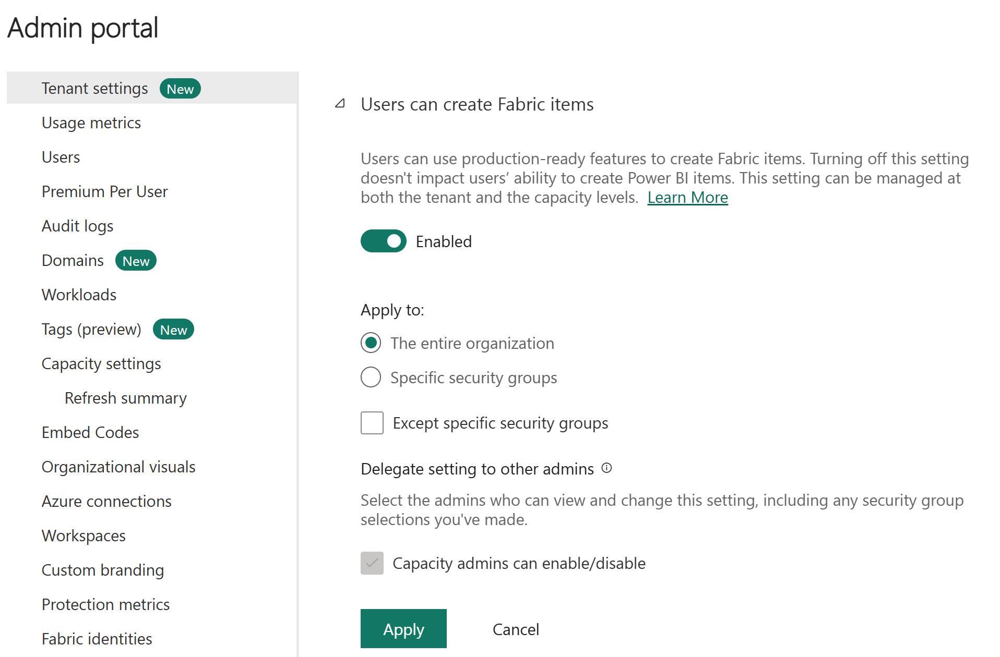 Admin portal
Tenant settings New
Usage metrics
Users
Premium Per User
Audit logs
Domains New
Workloads
Tags (preview) New
Capacity settings
Refresh summary
Embed Codes
Organizational visuals
Azure connections
Workspaces
Custom branding
Protection metrics
Fabric identities
Users can create Fabric items
Users can use production-ready features to create Fabric items. Turning off this setting
doesn't impact users’ ability to create Power BI items. This setting can be managed at
both the tenant and the capacity levels. Learn More
Enabled
Apply to:
The entire organization
Specific security groups
Except specific security groups
Delegate setting to other admins
Select the admins who can view and change this setting, including any security group
selections you've made.
Capacity admins can enable/disable
Apply Cancel